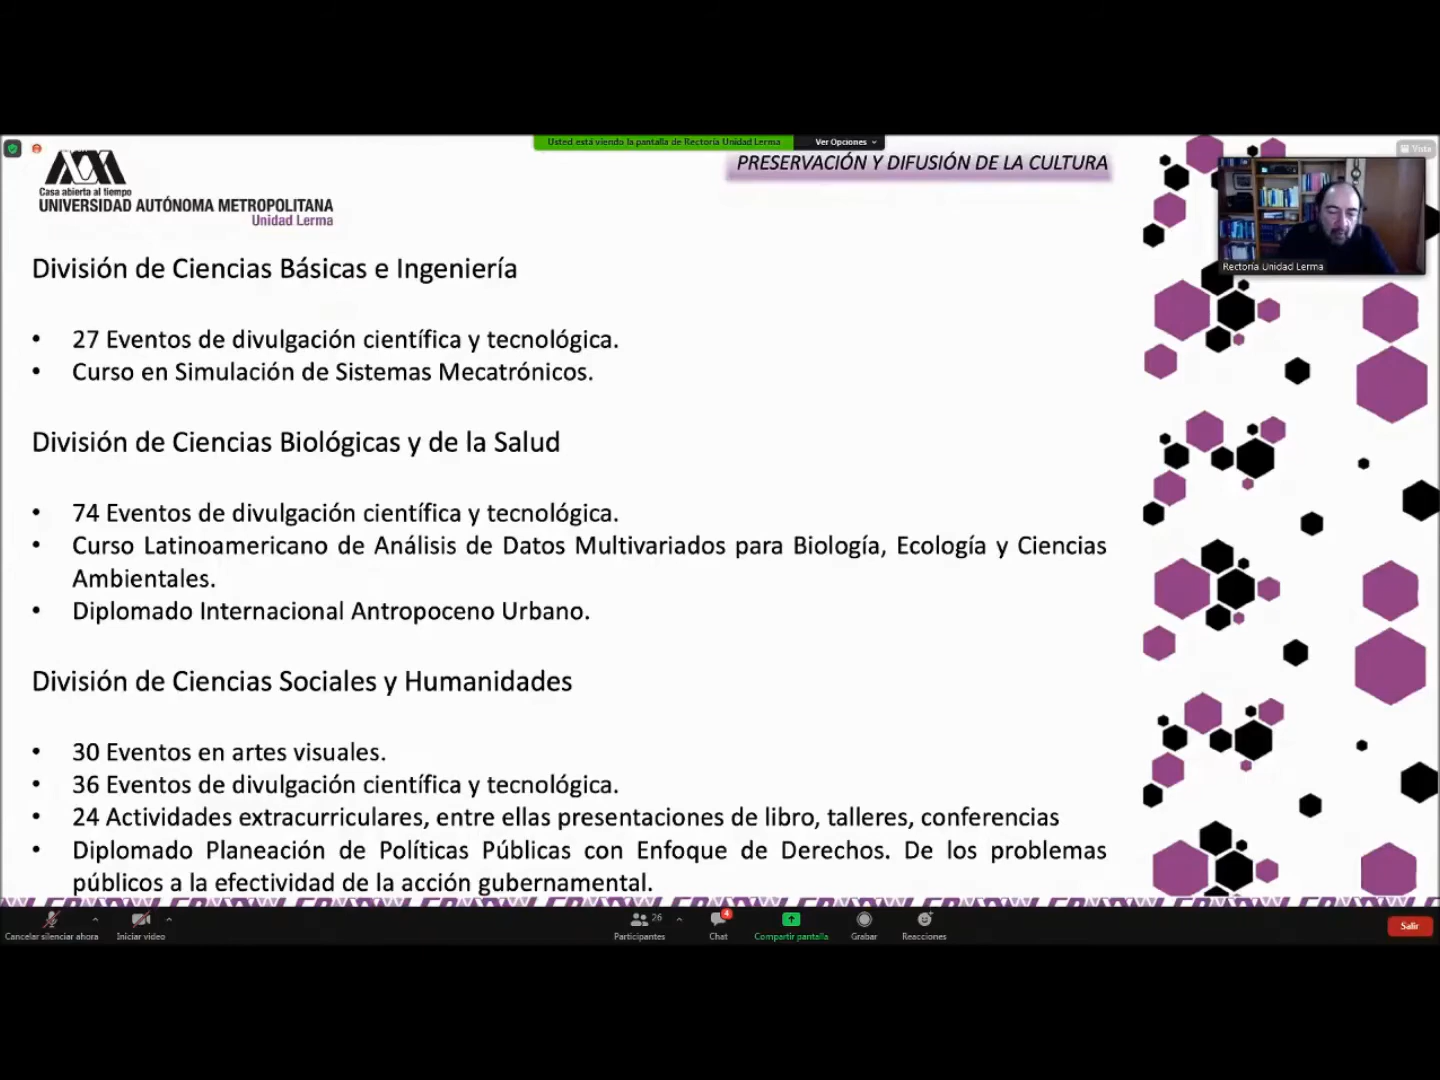 Usted está viendo la pantalla de Rectoría Unidad Lerma
Ver Opciones
Vista
PRESERVACIÓN Y DIFUSIÓN DE LA CULTURA
Casa abierta al tiempo
UNIVERSIDAD AUTÓNOMA METROPOLITANA
Unidad Lerma
Rectoría Unidad Lerma
División de Ciencias Básicas e Ingeniería
• 27 Eventos de divulgación científica y tecnológica.
• Curso en Simulación de Sistemas Mecatrónicos.
División de Ciencias Biológicas y de la Salud
• 74 Eventos de divulgación científica y tecnológica.
• Curso Latinoamericano de Análisis de Datos Multivariados para Biología, Ecología y Ciencias
Ambientales.
• Diplomado Internacional Antropoceno Urbano.
División de Ciencias Sociales y Humanidades
• 30 Eventos en artes visuales.
• 36 Eventos de divulgación científica y tecnológica.
• 24 Actividades extracurriculares, entre ellas presentaciones de libro, talleres, conferencias
• Diplomado Planeación de Políticas Públicas con Enfoque de Derechos. De los problemas
públicos a la efectividad de la acción gubernamental.
Cancelar silenciar ahora
Iniciar video
26
Participantes
4
Chat
Compartir pantalla
Grabar
Reacciones
Salir